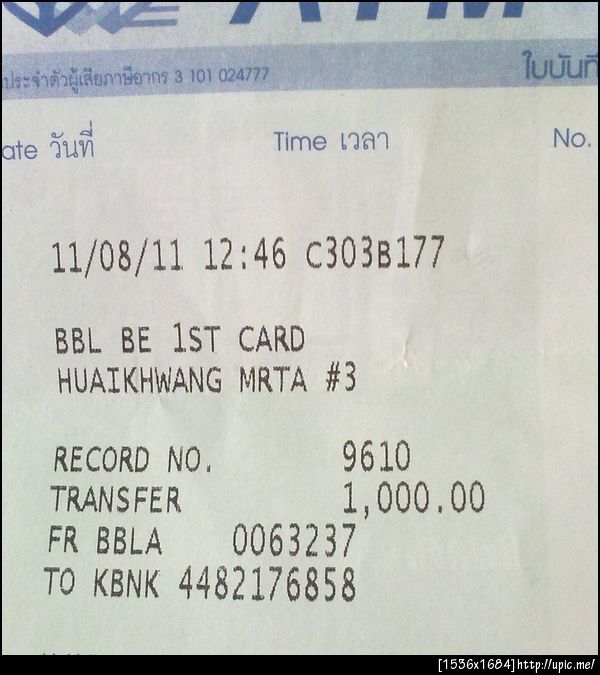 ATM
ประจำตัวผู้เสียภาษีอากร 3 101 024777
ใบบันทึ
ate วันที่ Time เวลา No.
11/08/11 12:46 C303B177
BBL BE 1ST CARD
HUAIKHWANG MRTA #3
RECORD NO. 9610
TRANSFER 1,000.00
FR BBLA 0063237
TO KBNK 4482176858
[1536x1684]http://upic.me/